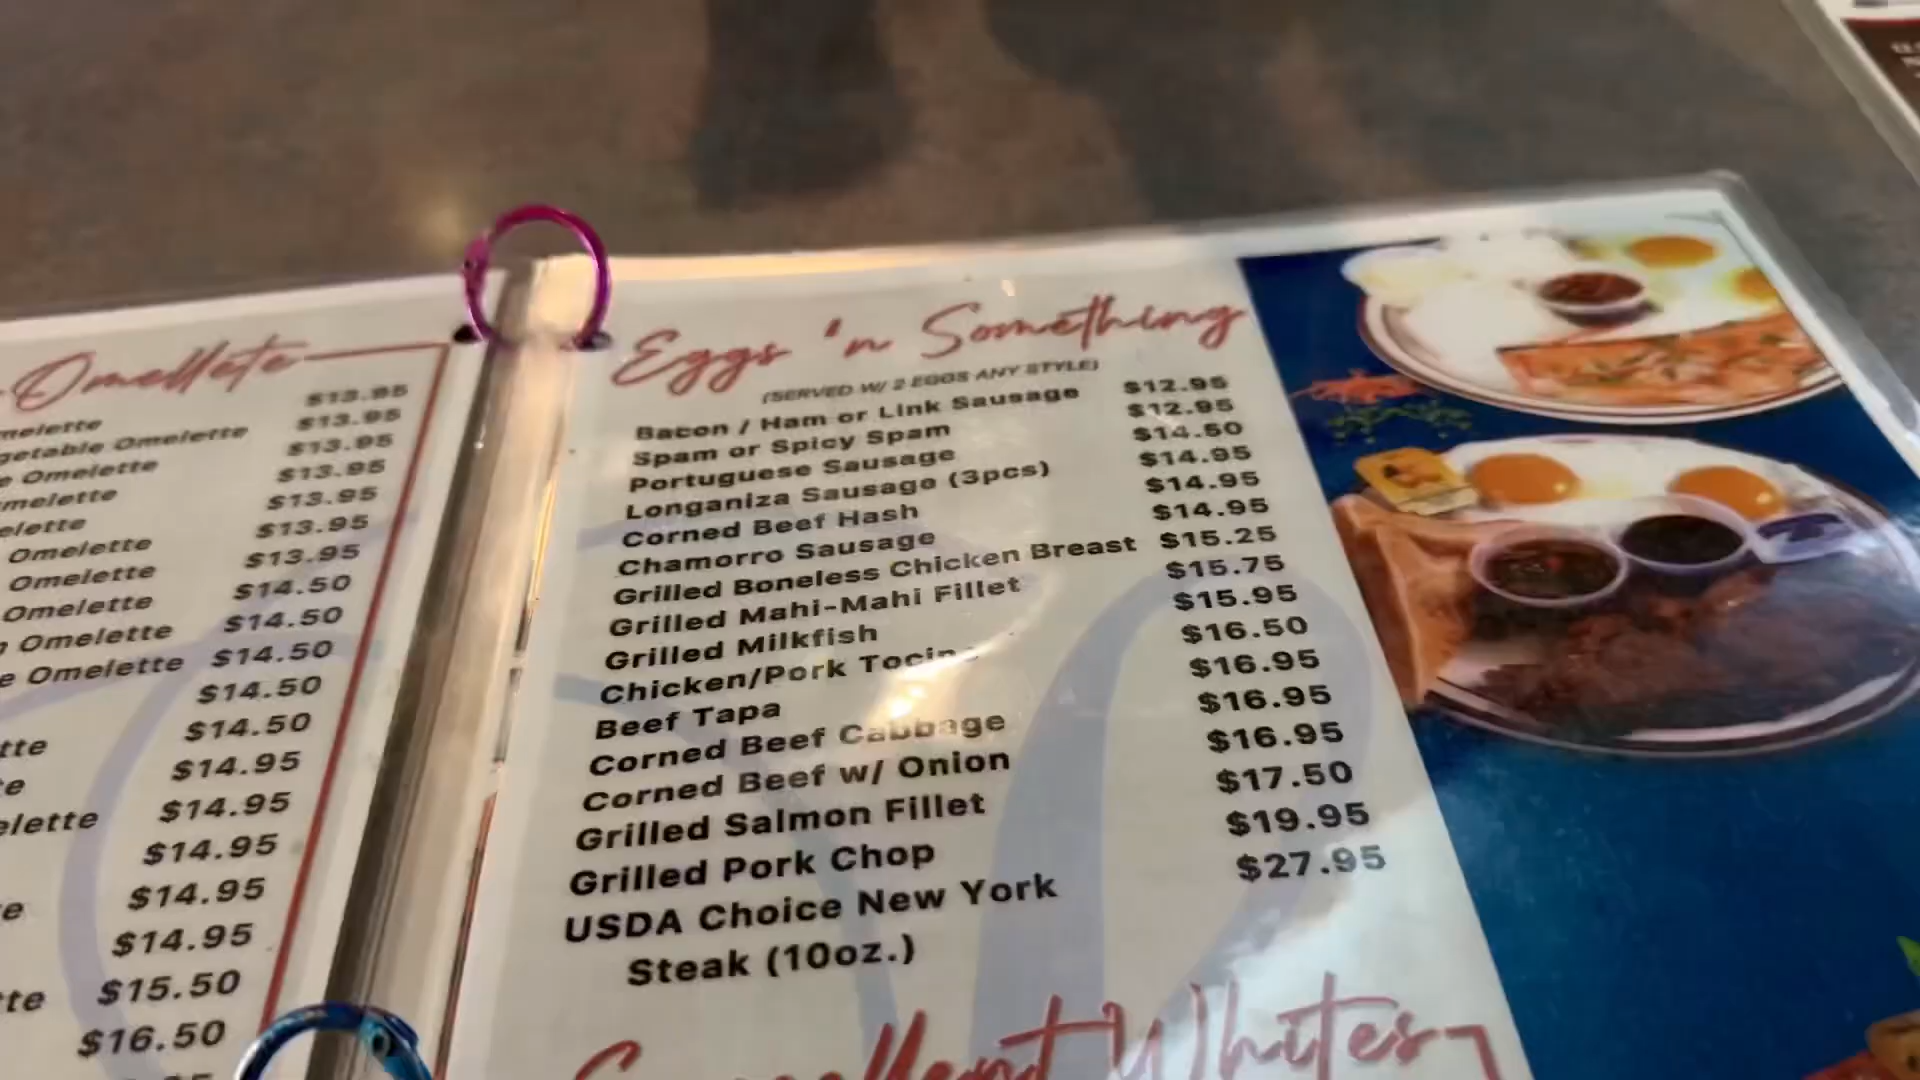 Omellete
melette $13.95
getable Omelette $13.95
e Omelette $13.95
melette $13.95
elette $13.95
Omelette $13.95
Omelette $13.95
Omelette $14.50
n Omelette $14.50
e Omelette $14.50
$14.50
tte $14.50
te $14.95
elette $14.95
$14.95
te $14.95
$14.95
tte $15.50
$16.50
Eggs 'n Something
(SERVED W/ 2 EGGS ANY STYLE)
Bacon / Ham or Link Sausage $12.95
Spam or Spicy Spam $12.95
Portuguese Sausage $14.50
Longaniza Sausage (3pcs) $14.95
Corned Beef Hash $14.95
Chamorro Sausage $14.95
Grilled Boneless Chicken Breast $15.25
Grilled Mahi-Mahi Fillet $15.75
Grilled Milkfish $15.95
Chicken/Pork Tocino $16.50
Beef Tapa $16.95
Corned Beef Cabbage $16.95
Corned Beef w/ Onion $16.95
Grilled Salmon Fillet $17.50
Grilled Pork Chop $19.95
USDA Choice New York $27.95
Steak (10oz.)
Whites